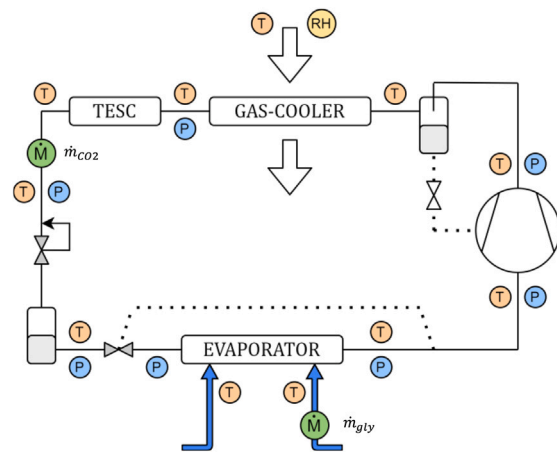 T RH
T TESC T GAS-COOLER T
P
Ṁ ṁCO2
T P T P
T P
T T
EVAPORATOR
P P P
T T
Ṁ ṁgly